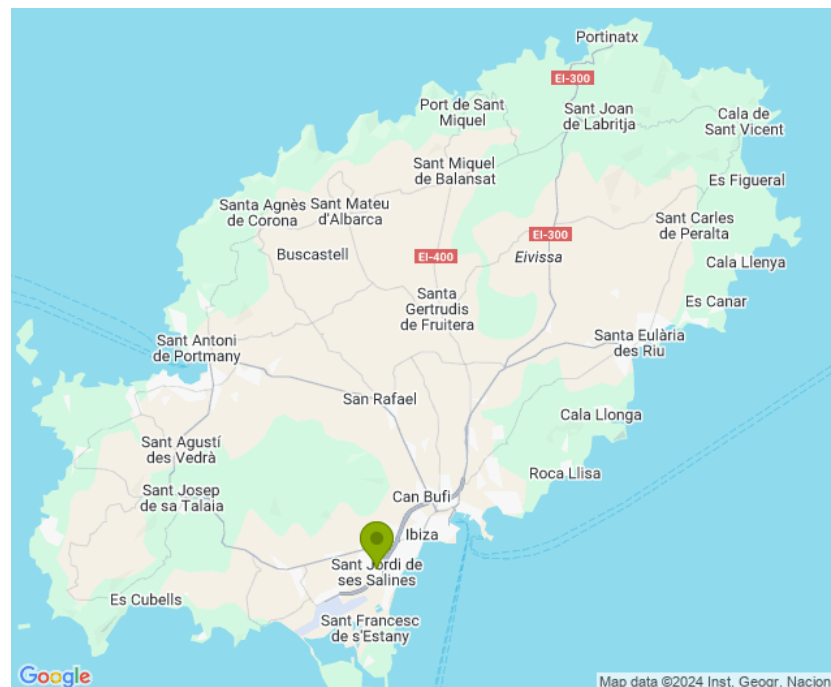 Portinatx
EI-300
Port de Sant
Miquel
Sant Joan
de Labritja
Cala de
Sant Vicent
Sant Miquel
de Balansat
Es Figueral
Santa Agnès
de Corona
Sant Mateu
d'Albarca
Sant Carles
de Peralta
EI-300
Buscastell
EI-400
Eivissa
Cala Llenya
Santa
Gertrudis
de Fruitera
Es Canar
Sant Antoni
de Portmany
Santa Eulària
des Riu
San Rafael
Cala Llonga
Sant Agustí
des Vedrà
Roca Llisa
Sant Josep
de sa Talaia
Can Bufi
Ibiza
Sant Jordi de
ses Salines
Es Cubells
Sant Francesc
de s'Estany
Google
Map data ©2024 Inst. Geogr. Nacion